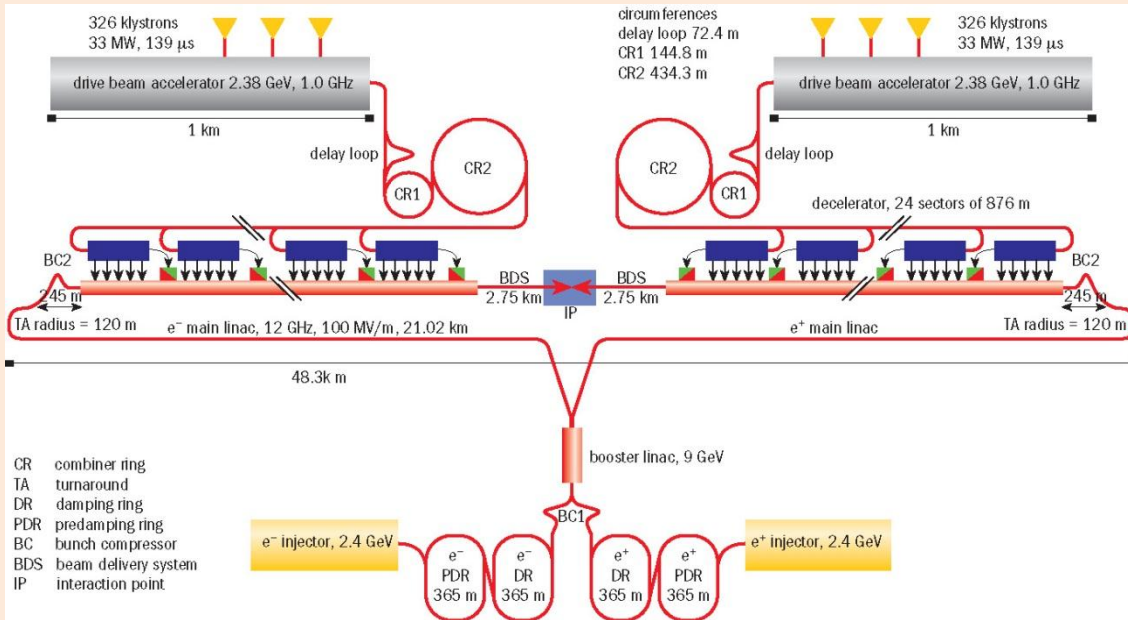 326 klystrons
33 MW, 139 μs
circumferences
delay loop 72.4 m
CR1 144.8 m
CR2 434.3 m
326 klystrons
33 MW, 139 μs
drive beam accelerator 2.38 GeV, 1.0 GHz
drive beam accelerator 2.38 GeV, 1.0 GHz
1 km
1 km
delay loop
CR2
CR1
CR2
CR1
delay loop
decelerator, 24 sectors of 876 m
BC2
BC2
245 m
BDS
2.75 km
IP
BDS
2.75 km
245 m
TA radius = 120 m
e⁻ main linac, 12 GHz, 100 MV/m, 21.02 km
e⁺ main linac
TA radius = 120 m
48.3k m
booster linac, 9 GeV
CR combiner ring
TA turnaround
DR damping ring
PDR predamping ring
BC bunch compressor
BDS beam delivery system
IP interaction point
BC1
e⁻ injector, 2.4 GeV
e⁻
PDR
365 m
e⁻
DR
365 m
e⁺
DR
365 m
e⁺
PDR
365 m
e⁺ injector, 2.4 GeV